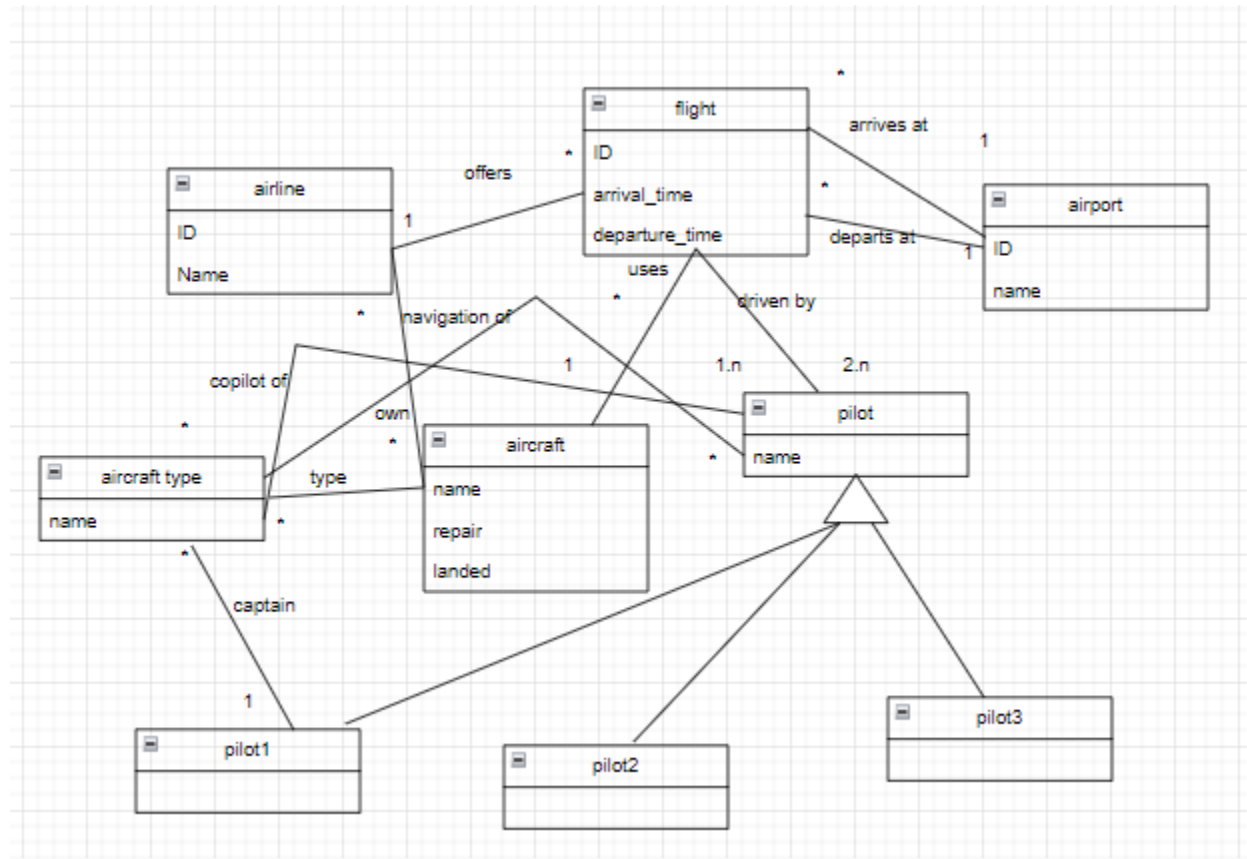 *
flight
arrives at
1
*
ID
offers
airline
*
arrival_time
airport
1
ID
departure_time
departs at
1
ID
Name
uses
name
*
driven by
*
navigation of
1
1.n
2.n
copilot of
pilot
own
*
*
aircraft
*
name
aircraft type
type
name
name
*
repair
*
landed
captain
1
pilot3
pilot1
pilot2